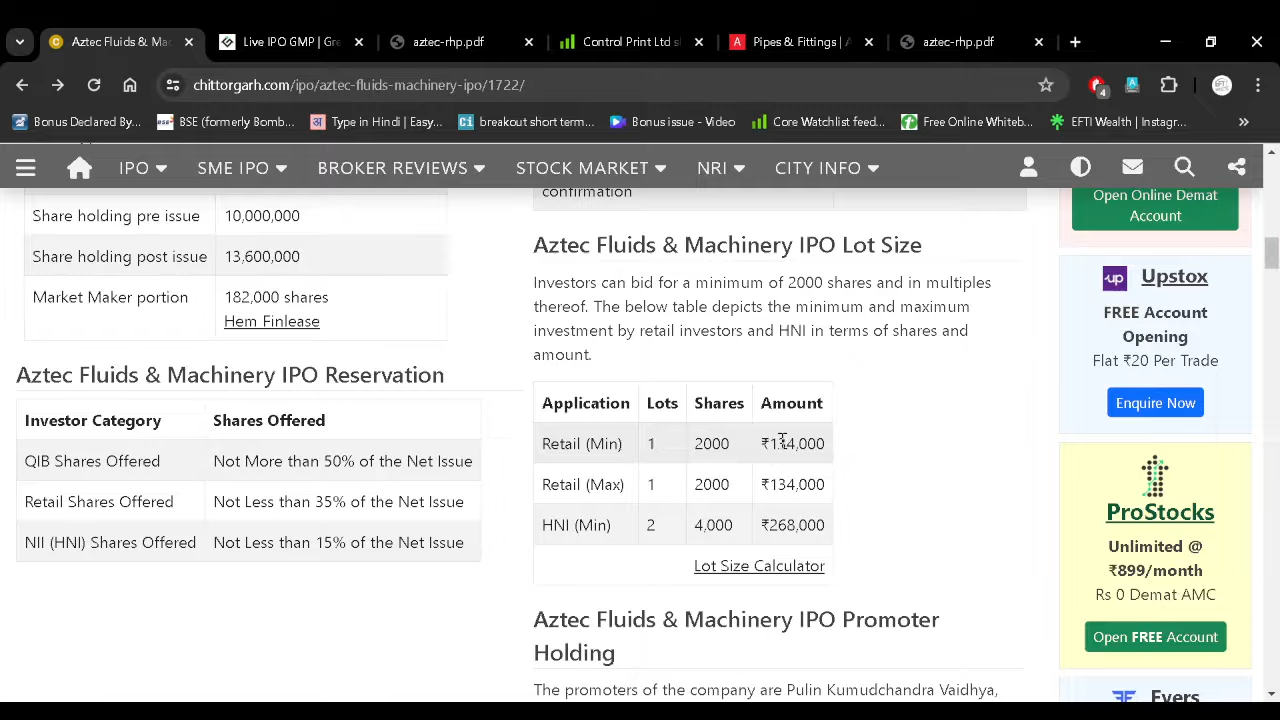 Aztec Fluids & Ma
Live IPO GMP | Gre
aztec-rhp.pdf
Control Print Ltd s
Pipes & Fittings | A
aztec-rhp.pdf
chittorgarh.com/ipo/aztec-fluids-machinery-ipo/1722/
4
Bonus Declared By...
BSE (formerly Bomb...
Type in Hindi | Easy...
breakout short term...
Bonus issue - Video
Core Watchlist feed...
Free Online Whiteb...
EFTI Wealth | Instagr...
IPO
SME IPO
BROKER REVIEWS
STOCK MARKET
NRI
CITY INFO
Share holding pre issue 10,000,000
Share holding post issue 13,600,000
Market Maker portion 182,000 shares
Hem Finlease
Aztec Fluids & Machinery IPO Reservation
Investor Category Shares Offered
QIB Shares Offered Not More than 50% of the Net Issue
Retail Shares Offered Not Less than 35% of the Net Issue
NII (HNI) Shares Offered Not Less than 15% of the Net Issue
confirmation
Aztec Fluids & Machinery IPO Lot Size
Investors can bid for a minimum of 2000 shares and in multiples
thereof. The below table depicts the minimum and maximum
investment by retail investors and HNI in terms of shares and
amount.
Application Lots Shares Amount
Retail (Min) 1 2000 ₹134,000
Retail (Max) 1 2000 ₹134,000
HNI (Min) 2 4,000 ₹268,000
Lot Size Calculator
Aztec Fluids & Machinery IPO Promoter
Holding
The promoters of the company are Pulin Kumudchandra Vaidhya,
Open Online Demat
Account
up Upstox
FREE Account
Opening
Flat ₹20 Per Trade
Enquire Now
ProStocks
Unlimited @
₹899/month
Rs 0 Demat AMC
Open FREE Account